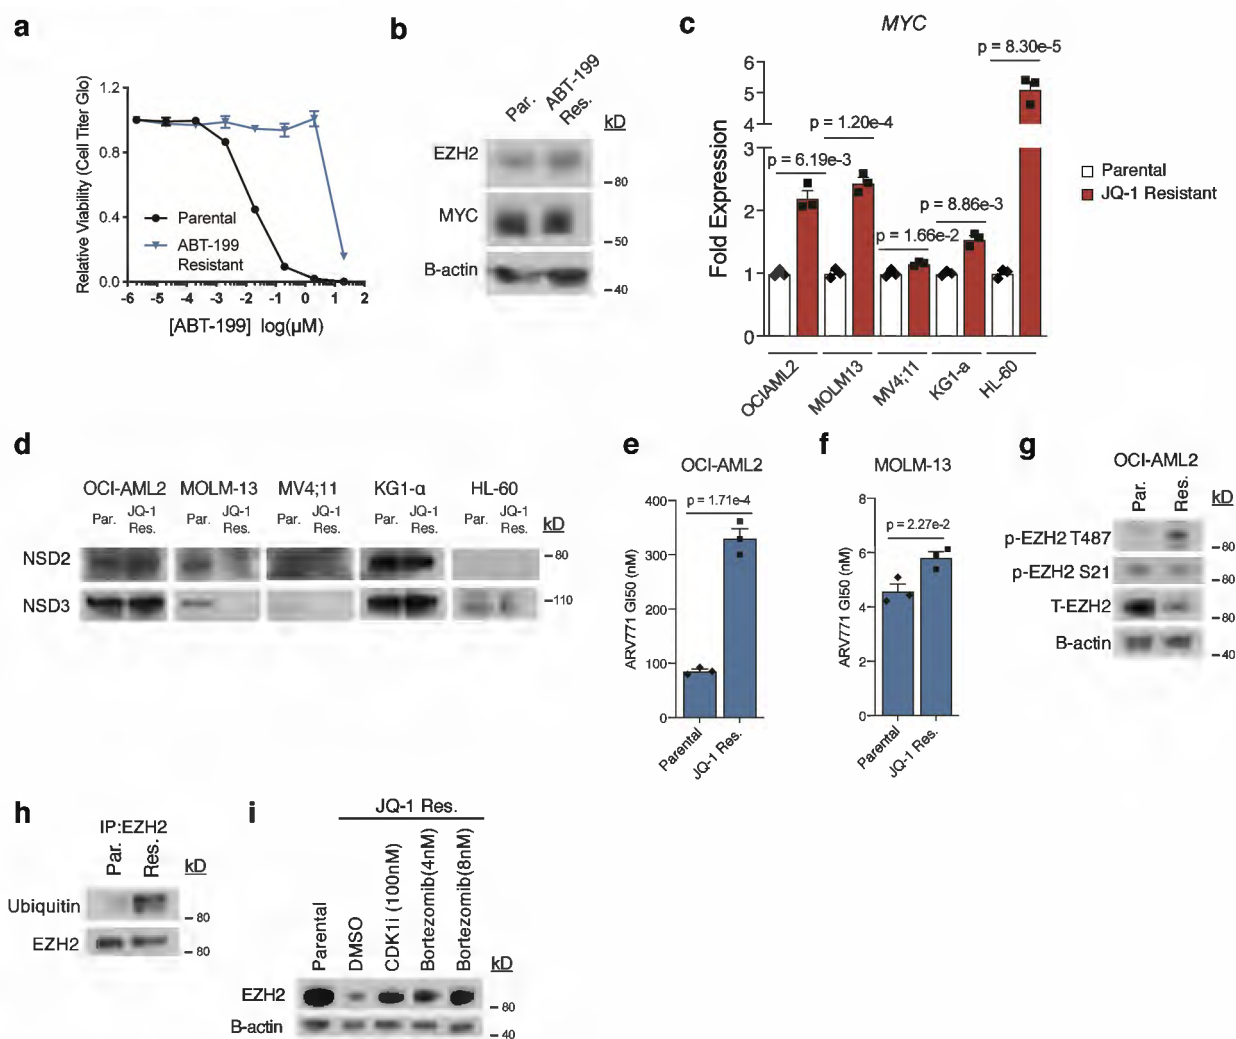 a
Relative Viability (Cell Titer Glo)
1.2
0.8
0.4
0.0
Parental
ABT-199
Resistant
-6 -5 -4 -3 -2 -1 0 1 2
[ABT-199] log(µM)
b
Par.
ABT-199
Res.
kD
EZH2
– 80
MYC
– 50
B-actin
– 40
c
MYC
Fold Expression
6
5
4
3
2
1
0
p = 6.19e-3
p = 1.20e-4
p = 1.66e-2
p = 8.86e-3
p = 8.30e-5
Parental
JQ-1 Resistant
OCIAML2
MOLM13
MV4;11
KG1-a
HL-60
d
OCI-AML2 MOLM-13 MV4;11 KG1-α HL-60
Par. JQ-1 Res. Par. JQ-1 Res. Par. JQ-1 Res. Par. JQ-1 Res. Par. JQ-1 Res.
kD
NSD2
–80
NSD3
–110
e
OCI-AML2
ARV771 GI50 (nM)
400
300
200
100
0
p = 1.71e-4
Parental
JQ-1 Res.
f
MOLM-13
ARV771 GI50 (nM)
8
6
4
2
0
p = 2.27e-2
Parental
JQ-1 Res.
g
OCI-AML2
Par.
Res.
kD
p-EZH2 T487
–80
p-EZH2 S21
–80
T-EZH2
–80
B-actin
–40
h
IP:EZH2
Par.
Res.
kD
Ubiquitin
– 80
EZH2
– 80
i
JQ-1 Res.
Parental
DMSO
CDK1i (100nM)
Bortezomib(4nM)
Bortezomib(8nM)
kD
EZH2
– 80
B-actin
– 40